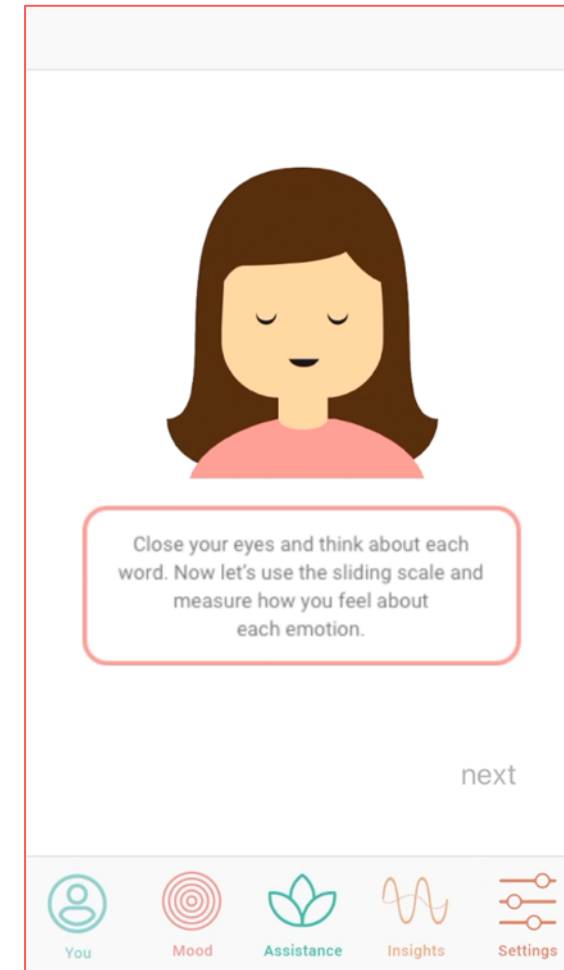 Close your eyes and think about each
word. Now let's use the sliding scale and
measure how you feel about
each emotion.
next
You Mood Assistance Insights Settings